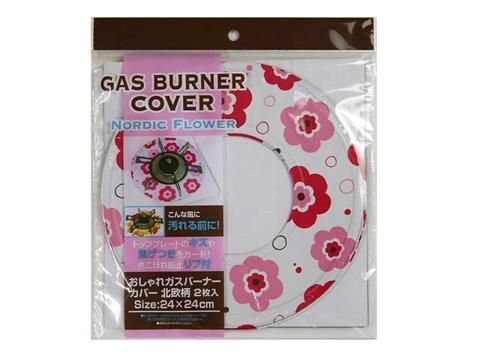 GAS BURNER
COVER
NORDIC FLOWER
こんな風に
汚れる前に!
トッププレートのキズや
焦げつきをガード!
煮こぼれ防止リブ付
おしゃれガスバーナー
カバー 北欧柄 2枚入
Size:24×24cm